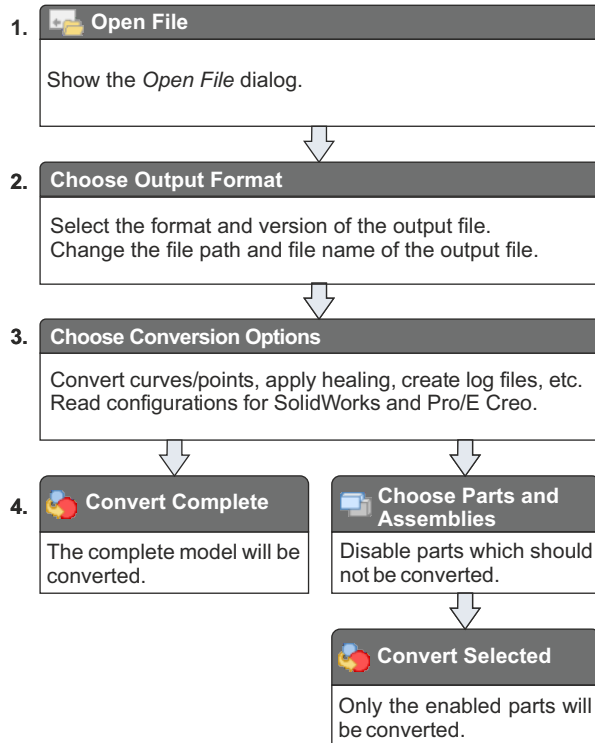 1.
Open File
Show the Open File dialog.
2.
Choose Output Format
Select the format and version of the output file.
Change the file path and file name of the output file.
3.
Choose Conversion Options
Convert curves/points, apply healing, create log files, etc.
Read configurations for SolidWorks and Pro/E Creo.
4.
Convert Complete
The complete model will be
converted.
Choose Parts and
Assemblies
Disable parts which should
not be converted.
Convert Selected
Only the enabled parts will
be converted.